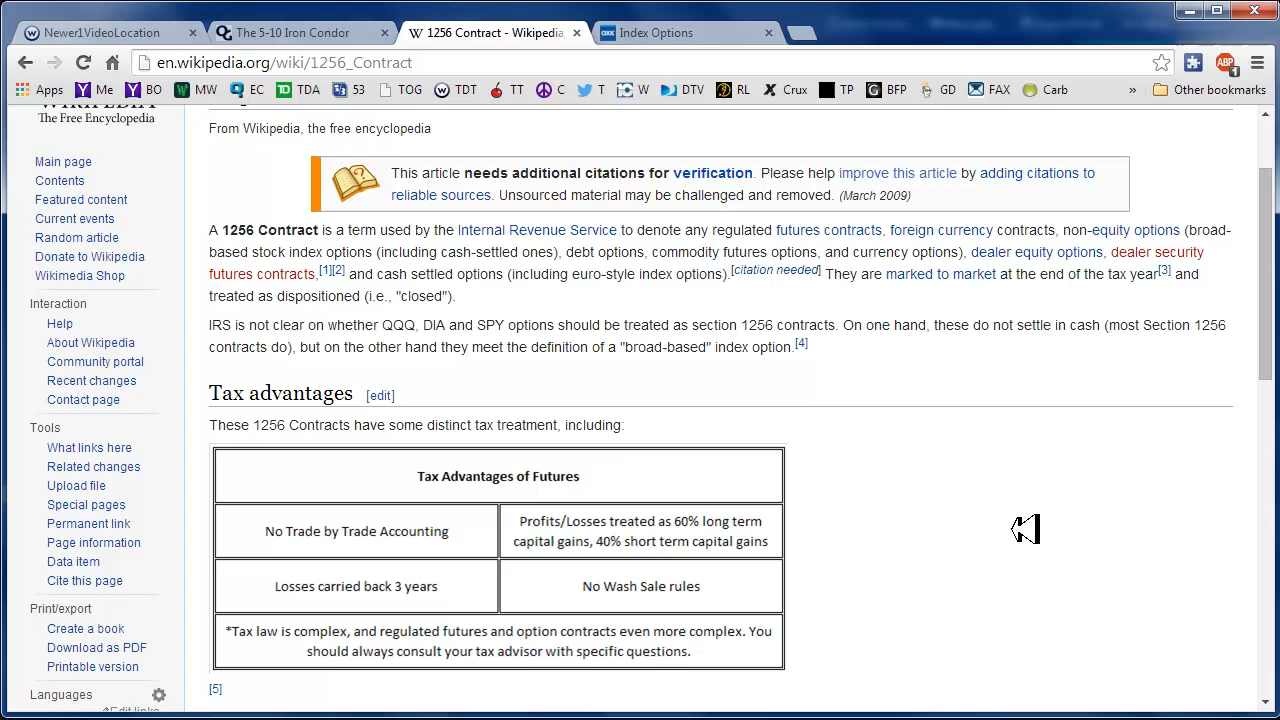 Newer1VideoLocation
The 5-10 Iron Condor
1256 Contract - Wikipedia,
Index Options
en.wikipedia.org/wiki/1256_Contract
Apps Me BO MW EC TDA 53 TOG TDT TT C T W DTV RL Crux TP BFP GD FAX Carb » Other bookmarks
The Free Encyclopedia
Main page
Contents
Featured content
Current events
Random article
Donate to Wikipedia
Wikimedia Shop
Interaction
Help
About Wikipedia
Community portal
Recent changes
Contact page
Tools
What links here
Related changes
Upload file
Special pages
Permanent link
Page information
Data item
Cite this page
Print/export
Create a book
Download as PDF
Printable version
Languages
Edit links
From Wikipedia, the free encyclopedia
This article needs additional citations for verification. Please help improve this article by adding citations to
reliable sources. Unsourced material may be challenged and removed. (March 2009)
A 1256 Contract is a term used by the Internal Revenue Service to denote any regulated futures contracts, foreign currency contracts, non-equity options (broad-
based stock index options (including cash-settled ones), debt options, commodity futures options, and currency options), dealer equity options, dealer security
futures contracts,[1][2] and cash settled options (including euro-style index options).[citation needed] They are marked to market at the end of the tax year[3] and
treated as dispositioned (i.e., "closed").
IRS is not clear on whether QQQ, DIA and SPY options should be treated as section 1256 contracts. On one hand, these do not settle in cash (most Section 1256
contracts do), but on the other hand they meet the definition of a "broad-based" index option.[4]
Tax advantages [edit]
These 1256 Contracts have some distinct tax treatment, including:
Tax Advantages of Futures
No Trade by Trade Accounting
Profits/Losses treated as 60% long term
capital gains, 40% short term capital gains
Losses carried back 3 years
No Wash Sale rules
*Tax law is complex, and regulated futures and option contracts even more complex. You
should always consult your tax advisor with specific questions.
[5]